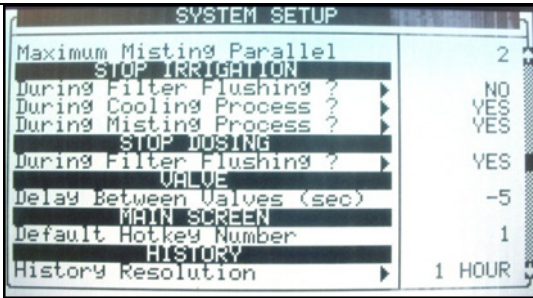 SYSTEM SETUP
Maximum Misting Parallel 2
STOP IRRIGATION
During Filter Flushing ? NO
During Cooling Process ? YES
During Misting Process ? YES
STOP DOSING
During Filter Flushing ? YES
VALVE
Delay Between Valves (sec) -5
MAIN SCREEN
Default Hotkey Number 1
HISTORY
History Resolution 1 HOUR